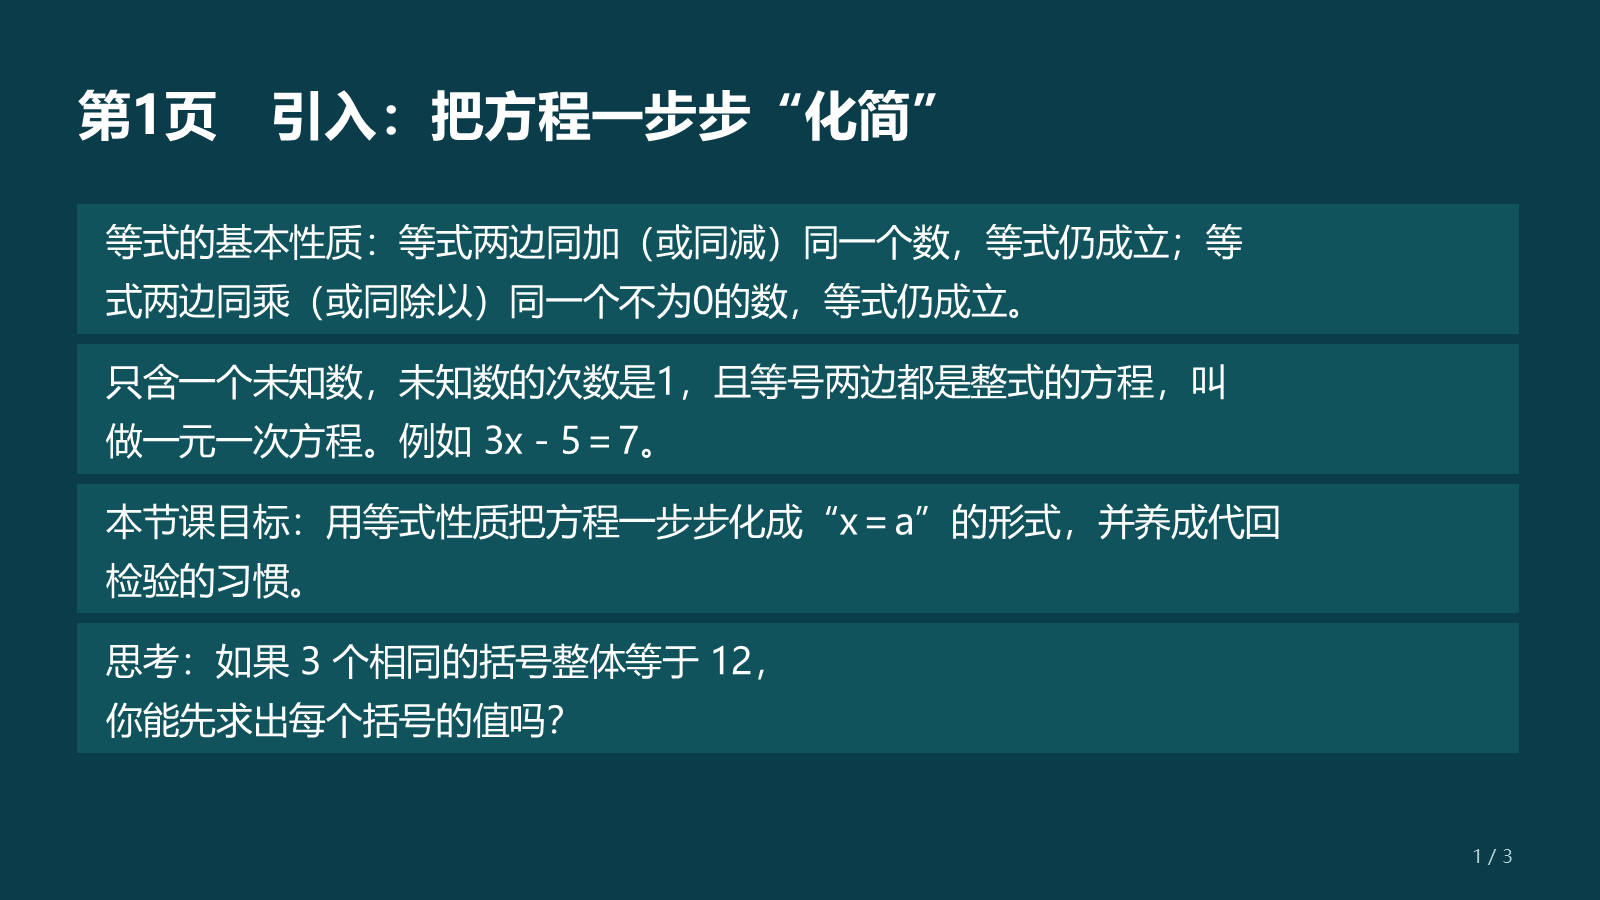 第1页　引入：把方程一步步“化简”
等式的基本性质：等式两边同加（或同减）同一个数，等式仍成立；等
式两边同乘（或同除以）同一个不为0的数，等式仍成立。
只含一个未知数，未知数的次数是1，且等号两边都是整式的方程，叫
做一元一次方程。例如 3x - 5 = 7。
本节课目标：用等式性质把方程一步步化成“x = a”的形式，并养成代回
检验的习惯。
思考：如果 3 个相同的括号整体等于 12，
你能先求出每个括号的值吗？
1 / 3